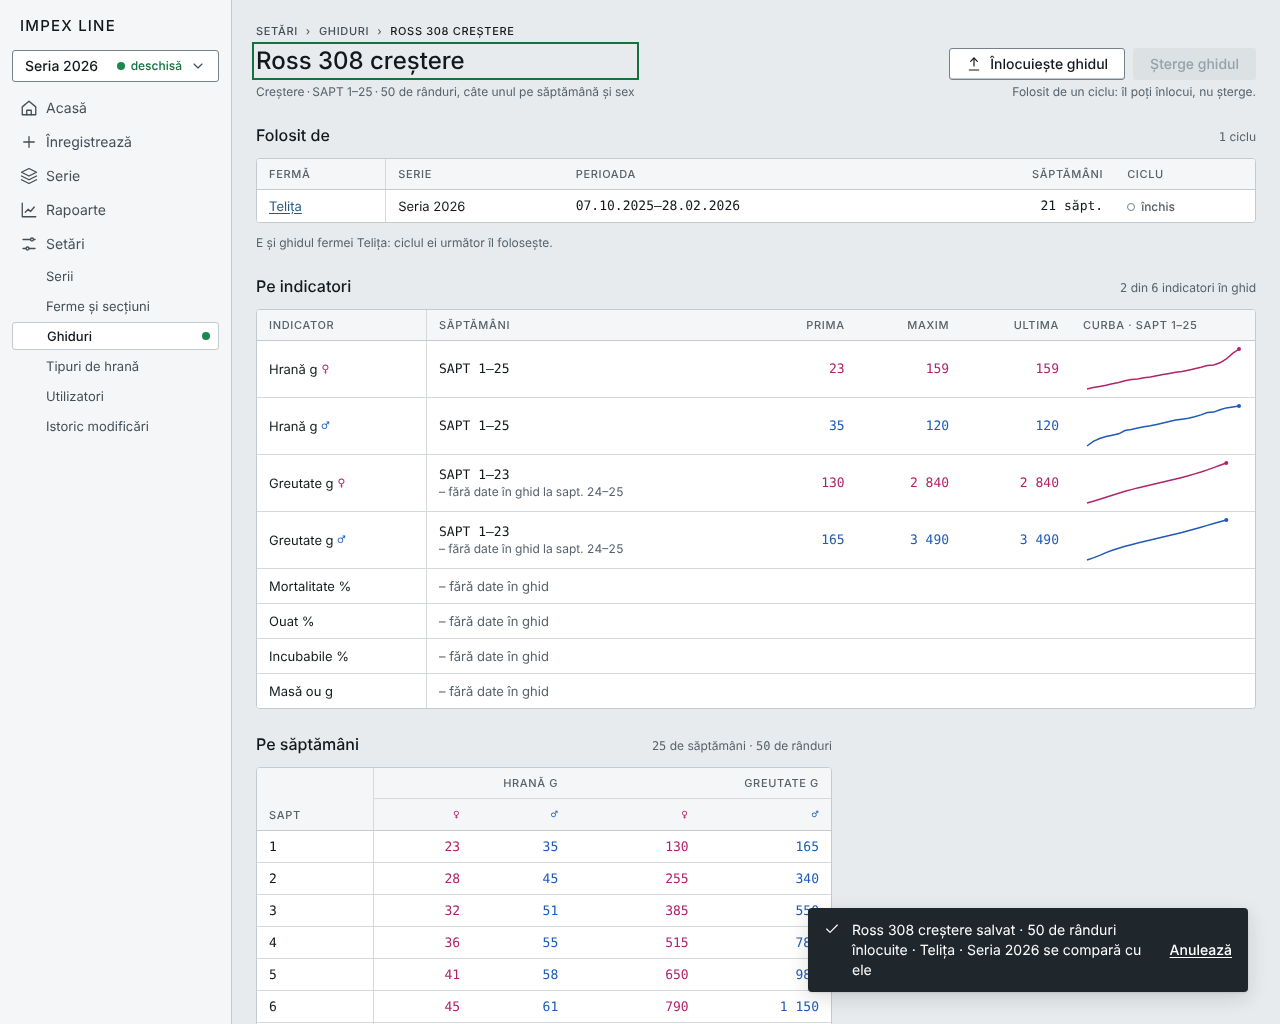 IMPEX LINE
Seria 2026 deschisă
Acasă
Înregistrează
Serie
Rapoarte
Setări
Serii
Ferme și secțiuni
Ghiduri
Tipuri de hrană
Utilizatori
Istoric modificări
SETĂRI › GHIDURI › ROSS 308 CREȘTERE
Ross 308 creștere
Creștere · SAPT 1–25 · 50 de rânduri, câte unul pe săptămână și sex
Înlocuiește ghidul
Șterge ghidul
Folosit de un ciclu: îl poți înlocui, nu șterge.
Folosit de
1 ciclu
FERMĂ SERIE PERIOADA SĂPTĂMÂNI CICLU
Telița Seria 2026 07.10.2025–28.02.2026 21 săpt. închis
E și ghidul fermei Telița: ciclul ei următor îl folosește.
Pe indicatori
2 din 6 indicatori în ghid
INDICATOR SĂPTĂMÂNI PRIMA MAXIM ULTIMA CURBA · SAPT 1–25
Hrană g ♀ SAPT 1–25 23 159 159
Hrană g ♂ SAPT 1–25 35 120 120
Greutate g ♀ SAPT 1–23 130 2 840 2 840
– fără date în ghid la sapt. 24–25
Greutate g ♂ SAPT 1–23 165 3 490 3 490
– fără date în ghid la sapt. 24–25
Mortalitate % – fără date în ghid
Ouat % – fără date în ghid
Incubabile % – fără date în ghid
Masă ou g – fără date în ghid
Pe săptămâni
25 de săptămâni · 50 de rânduri
HRANĂ G GREUTATE G
SAPT ♀ ♂ ♀ ♂
1 23 35 130 165
2 28 45 255 340
3 32 51 385
4 36 55 515
5 41 58 650
6 45 61 790 1 150
Ross 308 creștere salvat · 50 de rânduri
înlocuite · Telița · Seria 2026 se compară cu
ele
Anulează